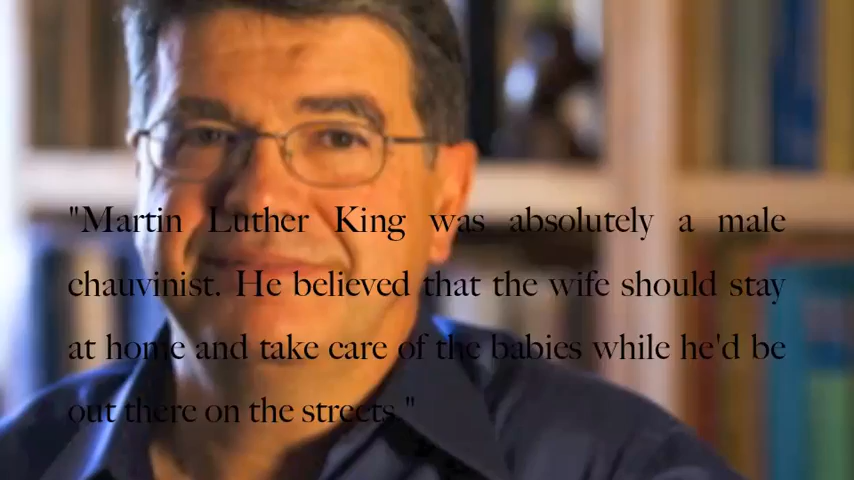 "Martin Luther King was absolutely a male
chauvinist. He believed that the wife should stay
at home and take care of the babies while he'd be
out there on the streets."